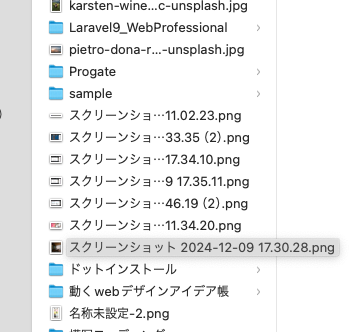 karsten-wine…c-unsplash.jpg
Laravel9_WebProfessional
pietro-dona-r…-unsplash.jpg
Progate
sample
スクリーンショ…11.02.23.png
スクリーンショ…33.35 (2).png
スクリーンショ…17.34.10.png
スクリーンショ…9 17.35.11.png
スクリーンショ…46.19 (2).png
スクリーンショ…11.34.20.png
スクリーンショット 2024-12-09 17.30.28.png
ドットインストール
動くwebデザインアイデア帳
名称未設定-2.png